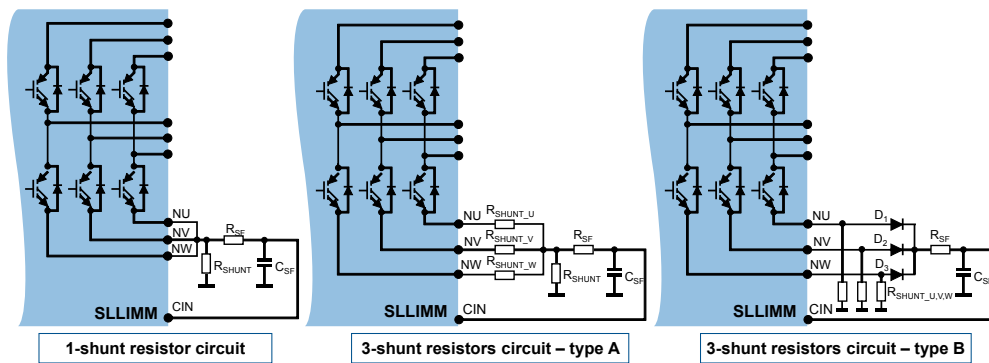 NU
NV
NW
RSF
RSHUNT
CSF
CIN
SLLIMM
1-shunt resistor circuit
NU
NV
NW
RSHUNT_U
RSHUNT_V
RSHUNT_W
RSF
RSHUNT
CSF
CIN
SLLIMM
3-shunt resistors circuit – type A
NU
NV
NW
D1
D2
D3
RSF
CSF
RSHUNT_U,V,W
CIN
SLLIMM
3-shunt resistors circuit – type B